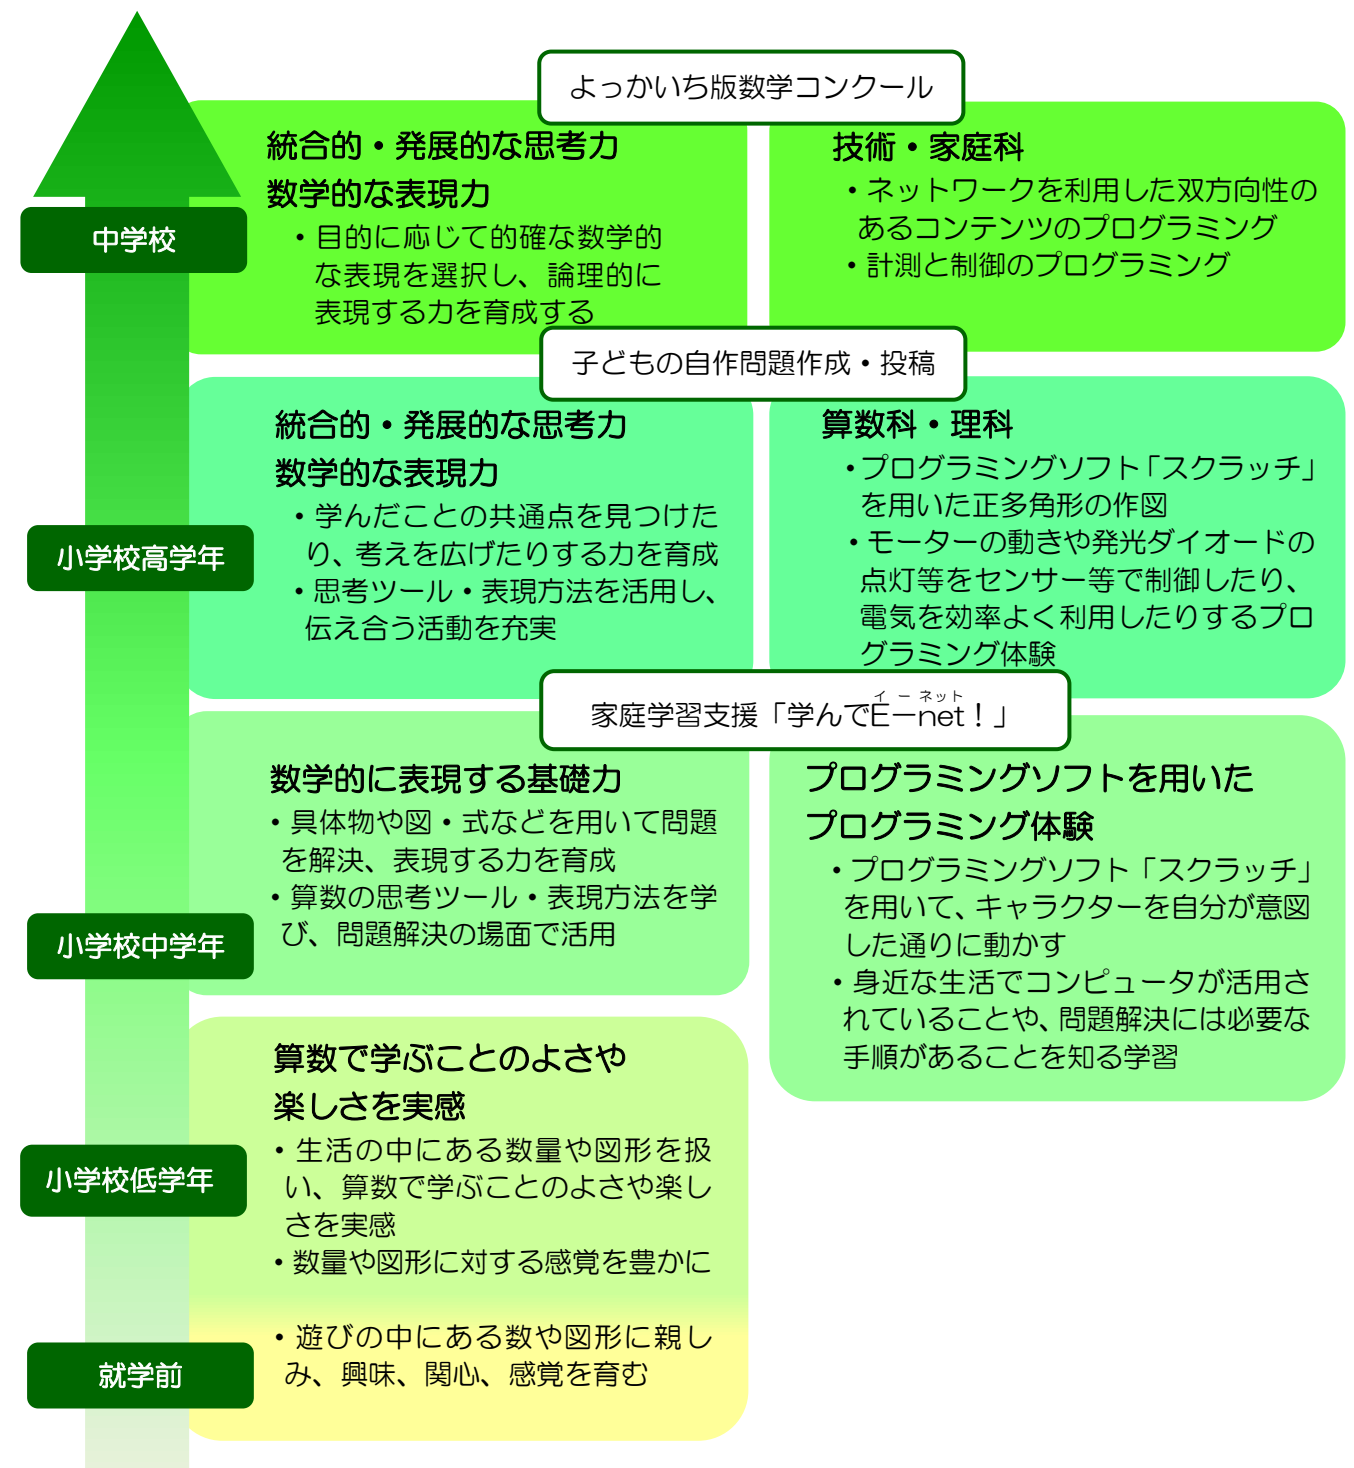 よっかいち版数学コンクール
中学校
統合的・発展的な思考力
数学的な表現力
・目的に応じて的確な数学的
な表現を選択し、論理的に
表現する力を育成する
技術・家庭科
・ネットワークを利用した双方向性の
あるコンテンツのプログラミング
・計測と制御のプログラミング
子どもの自作問題作成・投稿
小学校高学年
統合的・発展的な思考力
数学的な表現力
・学んだことの共通点を見つけた
り、考えを広げたりする力を育成
・思考ツール・表現方法を活用し、
伝え合う活動を充実
算数科・理科
・プログラミングソフト「スクラッチ」
を用いた正多角形の作図
・モーターの動きや発光ダイオードの
点灯等をセンサー等で制御したり、
電気を効率よく利用したりするプロ
グラミング体験
イーネット
家庭学習支援「学んでE－net！」
小学校中学年
数学的に表現する基礎力
・具体物や図・式などを用いて問題
を解決、表現する力を育成
・算数の思考ツール・表現方法を学
び、問題解決の場面で活用
プログラミングソフトを用いた
プログラミング体験
・プログラミングソフト「スクラッチ」
を用いて、キャラクターを自分が意図
した通りに動かす
・身近な生活でコンピュータが活用さ
れていることや、問題解決には必要な
手順があることを知る学習
小学校低学年
算数で学ぶことのよさや
楽しさを実感
・生活の中にある数量や図形を扱
い、算数で学ぶことのよさや楽し
さを実感
・数量や図形に対する感覚を豊かに
就学前
・遊びの中にある数や図形に親し
み、興味、関心、感覚を育む